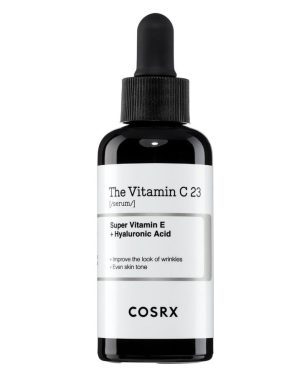 The Vitamin C 23
[/serum/]
Super Vitamin E
+ Hyaluronic Acid
• Improve the look of wrinkles
• Even skin tone
COSRX